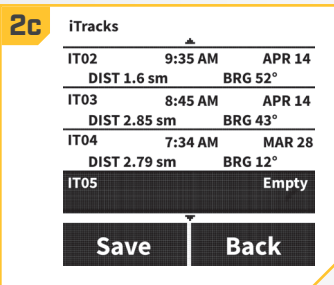 2c
iTracks
IT02 9:35 AM APR 14
DIST 1.6 sm BRG 52°
IT03 8:45 AM APR 14
DIST 2.85 sm BRG 43°
IT04 7:34 AM MAR 28
DIST 2.79 sm BRG 12°
IT05 Empty
Save Back